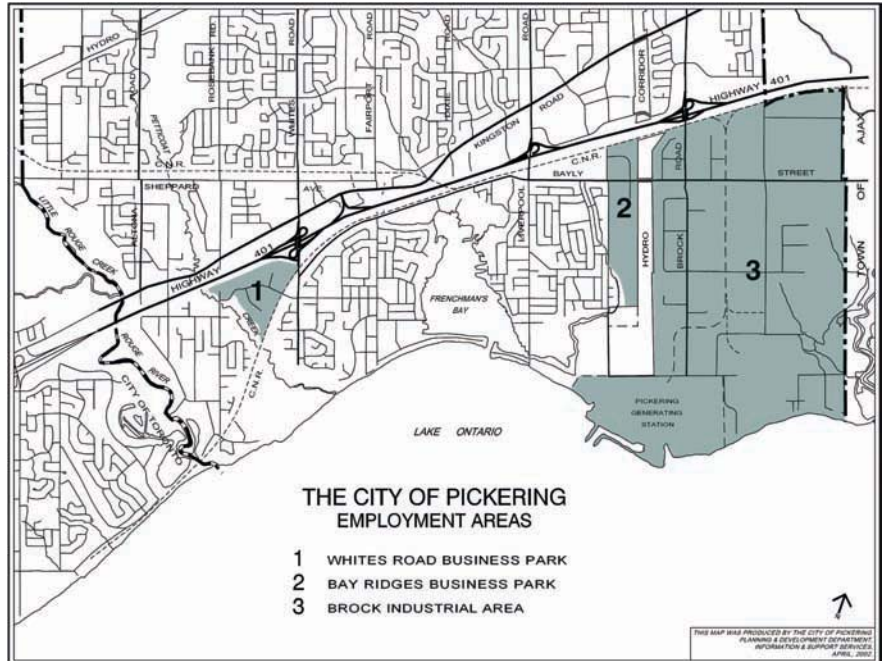 HYDRO
ROAD
ROSEBANK RD.
WHITES ROAD
FAIRPORT ROAD
DIXIE ROAD
ROAD
CORRIDOR
HIGHWAY 401
KINGSTON ROAD
PETTICOAT
C.N.R.
C.N.R.
ROAD
TOWN OF AJAX
SHEPPARD AVE.
BAYLY STREET
ALTONA
LITTLE ROUGE CREEK
LIVERPOOL
2
HYDRO
BROCK
3
HIGHWAY 401
1
CREEK
FRENCHMAN'S
BAY
ROUGE RIVER
C.N.R.
CITY OF TORONTO
PICKERING
GENERATING
STATION
LAKE ONTARIO
THE CITY OF PICKERING
EMPLOYMENT AREAS
1 WHITES ROAD BUSINESS PARK
2 BAY RIDGES BUSINESS PARK
3 BROCK INDUSTRIAL AREA
N
THIS MAP WAS PRODUCED BY THE CITY OF PICKERING
PLANNING & DEVELOPMENT DEPARTMENT,
INFORMATION & SUPPORT SERVICES,
APRIL, 2002.